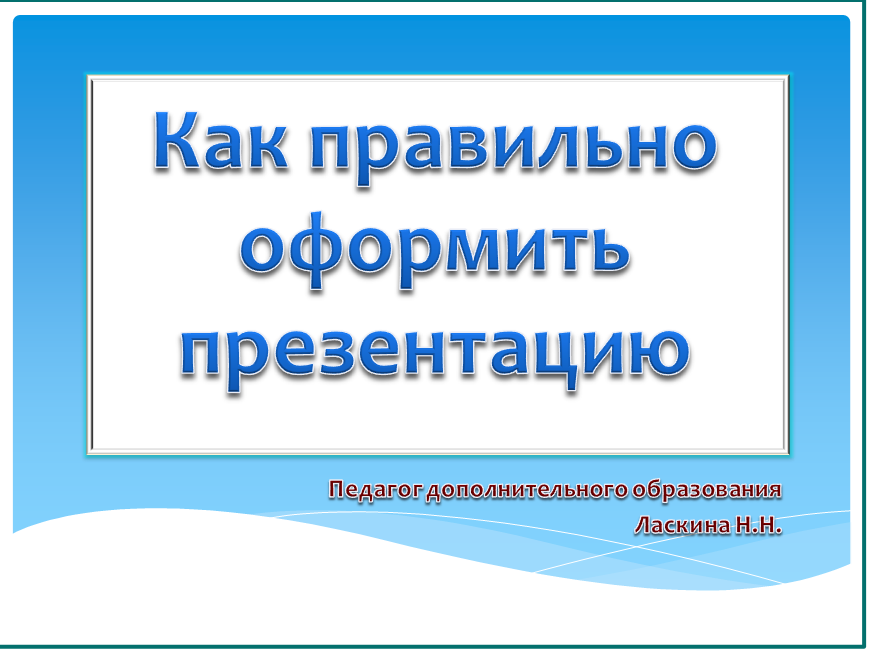 Как правильно
оформить
презентацию
Педагог дополнительного образования
Ласкина Н.Н.